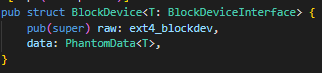 pub struct BlockDevice<T: BlockDeviceInterface> {
    pub(super) raw: ext4_blockdev,
    data: PhantomData<T>,
}